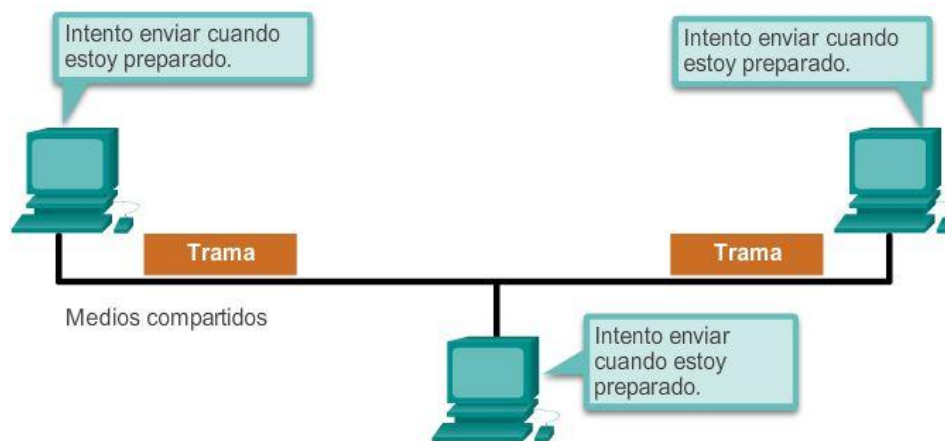 Intento enviar cuando
estoy preparado.
Intento enviar cuando
estoy preparado.
Trama
Trama
Medios compartidos
Intento enviar
cuando estoy
preparado.